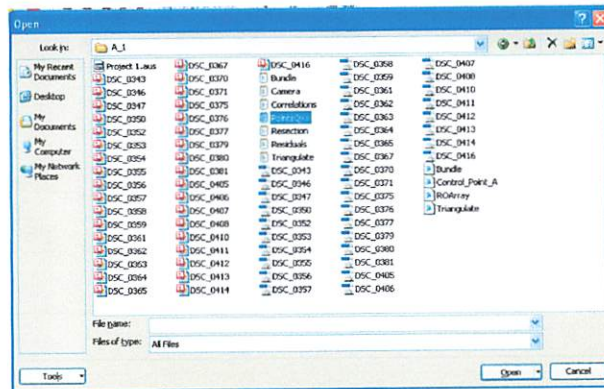 Open
Look in: A_1
My Recent Documents
Desktop
My Documents
My Computer
My Network Places
Project 1.aus
DSC_0343
DSC_0346
DSC_0347
DSC_0350
DSC_0352
DSC_0353
DSC_0354
DSC_0355
DSC_0356
DSC_0357
DSC_0358
DSC_0359
DSC_0361
DSC_0362
DSC_0363
DSC_0364
DSC_0365
DSC_0367
DSC_0370
DSC_0371
DSC_0375
DSC_0376
DSC_0377
DSC_0379
DSC_0380
DSC_0381
DSC_0405
DSC_0406
DSC_0407
DSC_0408
DSC_0410
DSC_0411
DSC_0412
DSC_0413
DSC_0414
DSC_0416
Bundle
Camera
Correlations
Resection
Residuals
Triangulate
DSC_0343
DSC_0346
DSC_0347
DSC_0350
DSC_0352
DSC_0353
DSC_0354
DSC_0355
DSC_0356
DSC_0357
DSC_0358
DSC_0359
DSC_0361
DSC_0362
DSC_0363
DSC_0364
DSC_0365
DSC_0367
DSC_0370
DSC_0371
DSC_0375
DSC_0376
DSC_0377
DSC_0379
DSC_0380
DSC_0381
DSC_0405
DSC_0406
DSC_0407
DSC_0408
DSC_0410
DSC_0411
DSC_0412
DSC_0413
DSC_0414
DSC_0416
Bundle
Control_Point_A
ROArray
Triangulate
File name:
Files of type: All Files
Tools
Open
Cancel